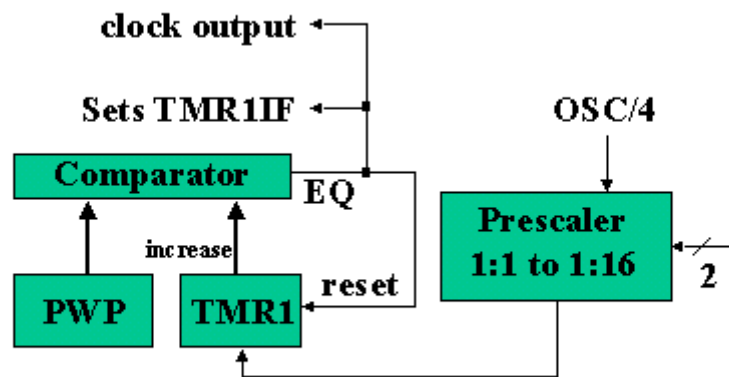 clock output
Sets TMR1IF
OSC/4
Comparator
EQ
Prescaler
1:1 to 1:16
increase
2
reset
PWP
TMR1